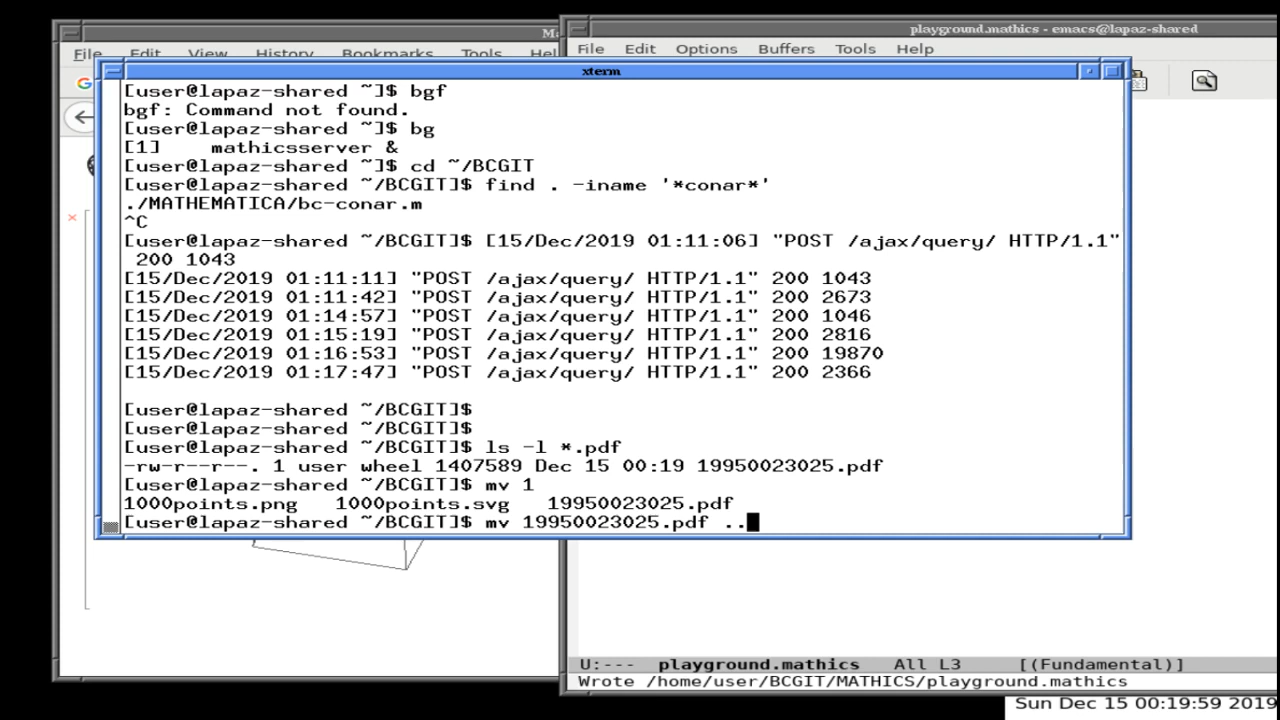 Ma
playground.mathics - emacs@lapaz-shared
File Edit View History Bookmarks Tools Hel
File Edit Options Buffers Tools Help
G
xterm
[user@lapaz-shared ~]$ bgf
bgf: Command not found.
[user@lapaz-shared ~]$ bg
[1]    mathicsserver &
[user@lapaz-shared ~]$ cd ~/BCGIT
[user@lapaz-shared ~/BCGIT]$ find . -iname '*conar*'
./MATHEMATICA/bc-conar.m
^C
[user@lapaz-shared ~/BCGIT]$ [15/Dec/2019 01:11:06] "POST /ajax/query/ HTTP/1.1"
 200 1043
[15/Dec/2019 01:11:11] "POST /ajax/query/ HTTP/1.1" 200 1043
[15/Dec/2019 01:11:42] "POST /ajax/query/ HTTP/1.1" 200 2673
[15/Dec/2019 01:14:57] "POST /ajax/query/ HTTP/1.1" 200 1046
[15/Dec/2019 01:15:19] "POST /ajax/query/ HTTP/1.1" 200 2816
[15/Dec/2019 01:16:53] "POST /ajax/query/ HTTP/1.1" 200 19870
[15/Dec/2019 01:17:47] "POST /ajax/query/ HTTP/1.1" 200 2366
[user@lapaz-shared ~/BCGIT]$
[user@lapaz-shared ~/BCGIT]$
[user@lapaz-shared ~/BCGIT]$ ls -l *.pdf
-rw-r--r--. 1 user wheel 1407589 Dec 15 00:19 19950023025.pdf
[user@lapaz-shared ~/BCGIT]$ mv 1
1000points.png   1000points.svg   19950023025.pdf
[user@lapaz-shared ~/BCGIT]$ mv 19950023025.pdf ..
U:---  playground.mathics   All L3     [(Fundamental)]
Wrote /home/user/BCGIT/MATHICS/playground.mathics
Sun Dec 15 00:19:59 2019